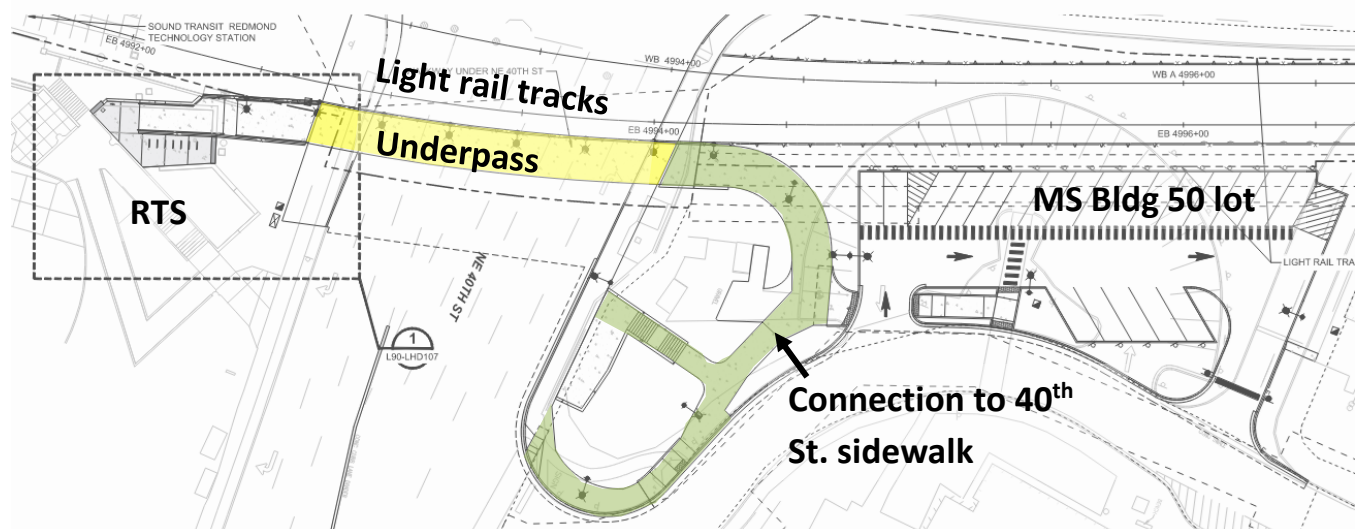 SOUND TRANSIT REDMOND
TECHNOLOGY STATION
EB 4992+00
WB 4994+00
WB A 4996+00
Light rail tracks
EB 4994+00
EB 4996+00
Underpass
RTS
MS Bldg 50 lot
NE 40TH ST
LIGHT RAIL TRA
1
L90-LHD107
Connection to 40th
St. sidewalk